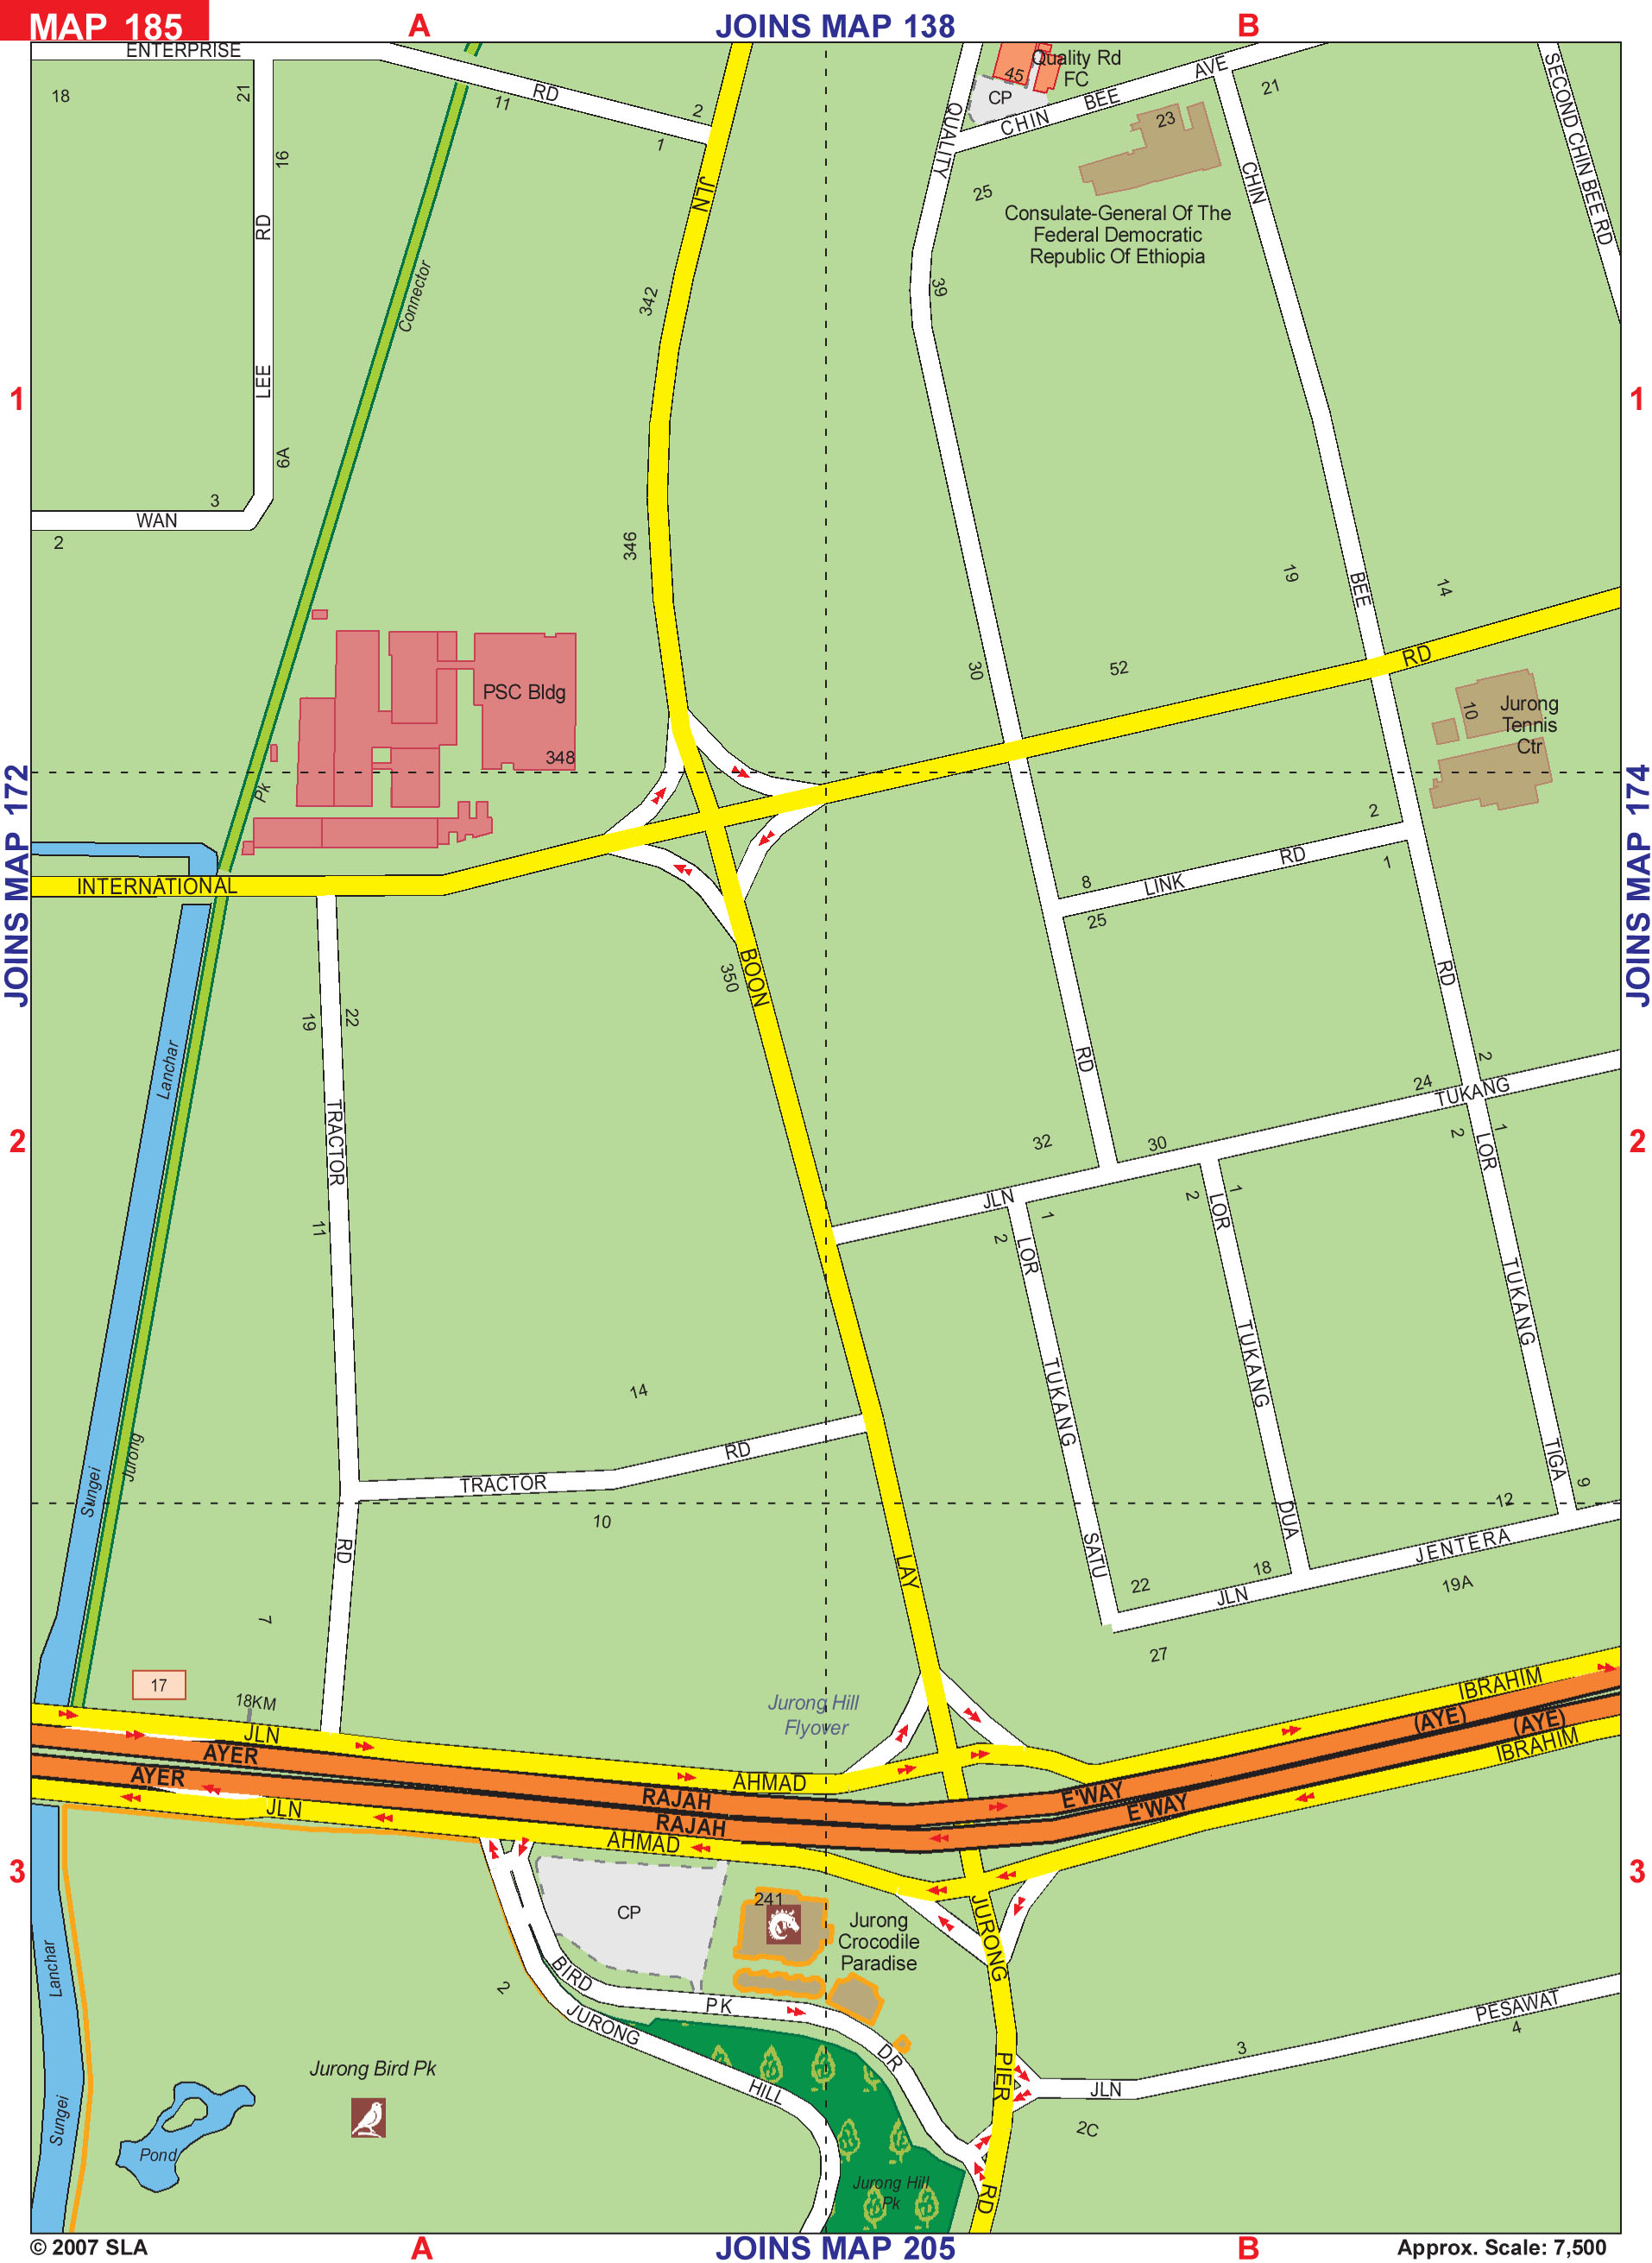 MAP 185
A
JOINS MAP 138
B
ENTERPRISE
RD
18
21
11
2
1
16
RD
LEE
6A
3
WAN
2
Connector
JLN
342
346
45
Quality Rd
FC
CP
CHIN
BEE
AVE
21
QUALITY
23
25
Consulate-General Of The
Federal Democratic
Republic Of Ethiopia
39
CHIN
SECOND CHIN BEE RD
1
1
19
BEE
14
30
52
RD
PSC Bldg
348
10
Jurong
Tennis
Ctr
Pk
JOINS MAP 172
JOINS MAP 174
INTERNATIONAL
2
8
LINK
RD
1
25
350
BOON
RD
19
22
Lanchar
TRACTOR
11
RD
2
24
TUKANG
2
2
32
30
2
1
LOR
JLN
2
1
LOR
2
1
LOR
TUKANG
TUKANG
TUKANG
14
RD
TRACTOR
10
Jurong
Sungei
RD
TIGA
9
12
DUA
SATU
LAY
22
18
JLN
JENTERA
19A
27
7
17
18KM
Jurong Hill
Flyover
JLN
AYER
AYER
JLN
AHMAD
RAJAH
RAJAH
AHMAD
E'WAY
E'WAY
(AYE)
(AYE)
IBRAHIM
IBRAHIM
3
3
CP
241
Jurong
Crocodile
Paradise
JURONG
Lanchar
2
BIRD
PK
DR
JURONG
HILL
PIER
JLN
PESAWAT
3
4
2C
Jurong Bird Pk
Sungei
Pond
Jurong Hill
Pk
RD
© 2007 SLA
A
JOINS MAP 205
B
Approx. Scale: 7,500